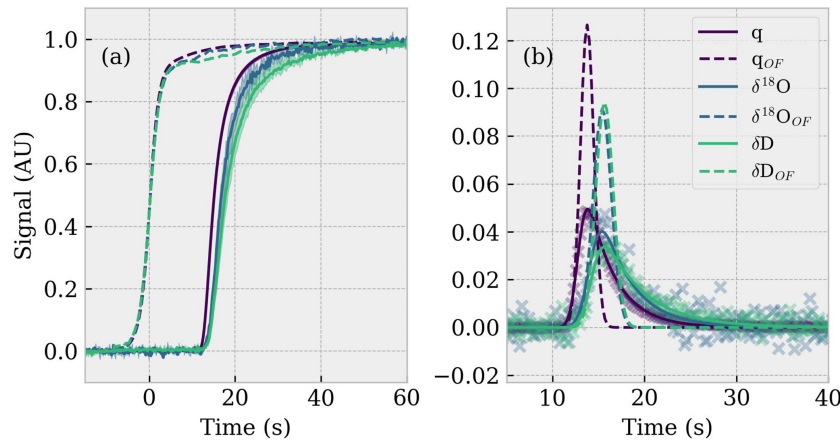 (a)
Signal (AU)
1.0
0.8
0.6
0.4
0.2
0.0
0 20 40 60
Time (s)
(b)
0.12
0.10
0.08
0.06
0.04
0.02
0.00
−0.02
10 20 30 40
Time (s)
q
q_OF
δ¹⁸O
δ¹⁸O_OF
δD
δD_OF